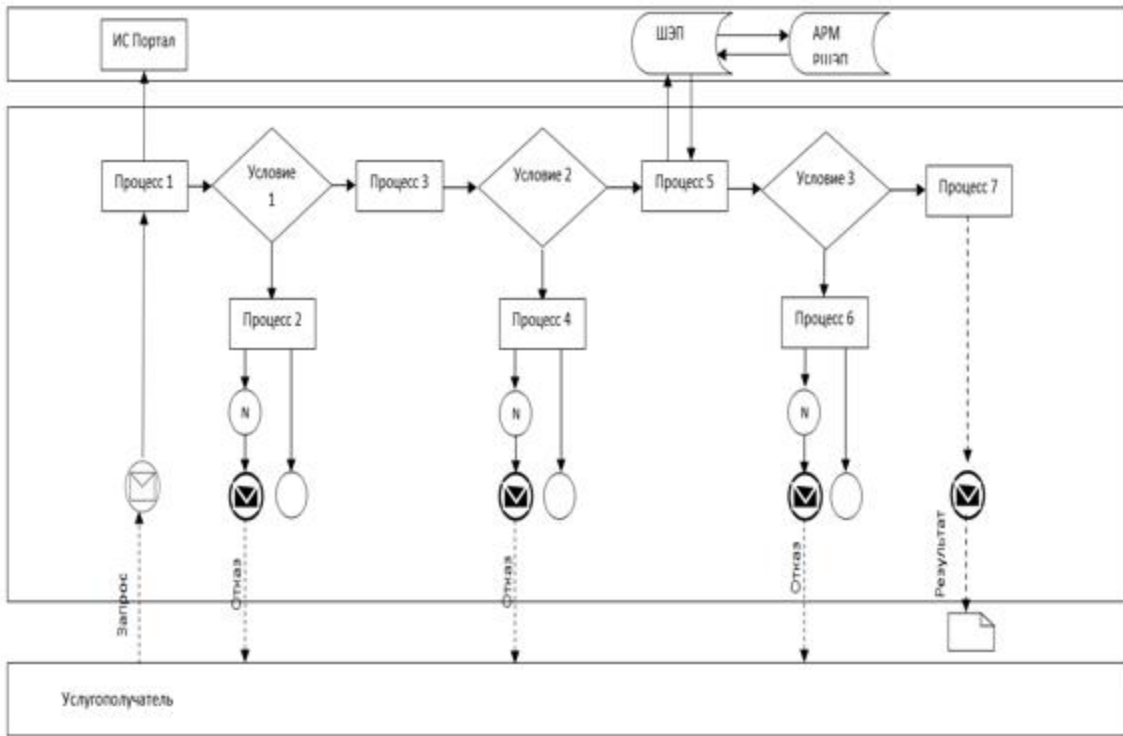 ИС Портал
ШЭП
АРМ
РШЭП
Процесс 1
Условие
1
Процесс 3
Условие 2
Процесс 5
Условие 3
Процесс 7
Процесс 2
Процесс 4
Процесс 6
N
N
N
Запрос
Отказ
Отказ
Отказ
Результат
Услугополучатель